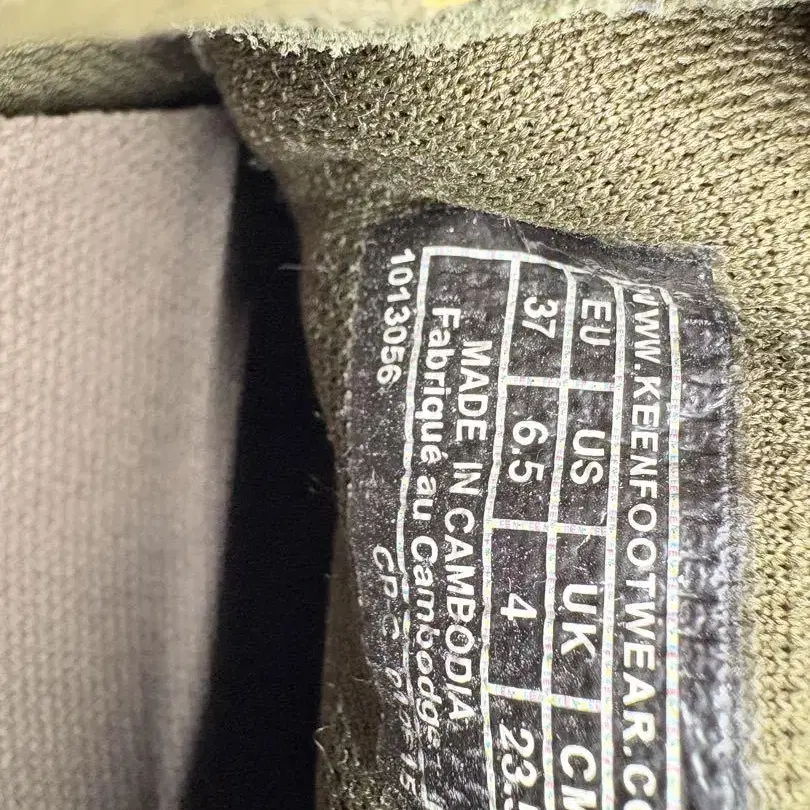 WWW.KEENFOOTWEAR.CO
EU US UK CM
37 6.5 4 23.5
MADE IN CAMBODIA
Fabriqué au Cambodge
1013056